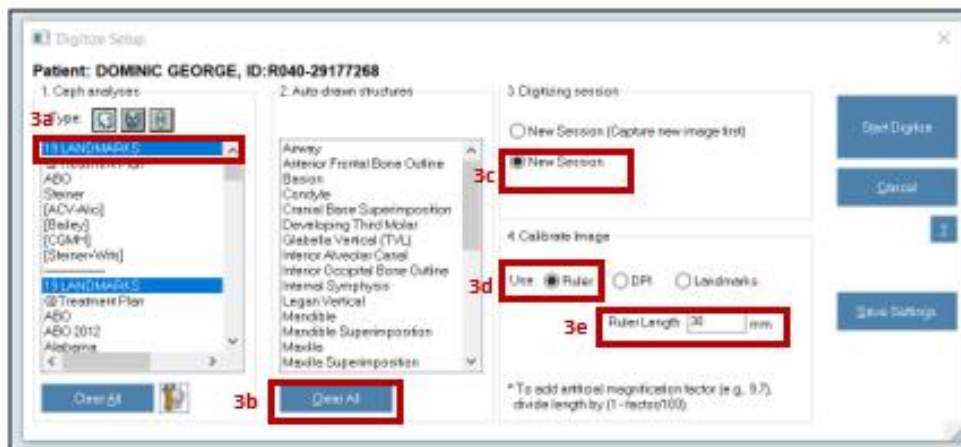 Digitize Setup
Patient: DOMINIC GEORGE, ID:R040-29177268
1. Ceph analyses
3a Type:
19 LANDMARKS
@Treatment Plan
ABO
Steiner
[ACV-Alio]
[Bailey]
[CGMH]
[Steiner+Wits]
19 LANDMARKS
@Treatment Plan
ABO
ABO 2012
Alabama
Clear All
2. Auto drawn structures
Airway
Anterior Frontal Bone Outline
Basion
Condyle
Cranial Base Superimposition
Developing Third Molar
Glabella Vertical (TVL)
Inferior Alveolar Canal
Inferior Occipital Bone Outline
Internal Symphysis
Legan Vertical
Mandible
Mandible Superimposition
Maxilla
Maxilla Superimposition
3b Clear All
3. Digitizing session
New Session (Capture new image first)
3c New Session
4. Calibrate Image
3d Use: Ruler DPI Landmarks
3e Ruler Length 30 mm
* To add artificial magnification factor (e.g., 9.7),
divide length by (1 - factor/100).
Start Digitize
Cancel
Save Settings